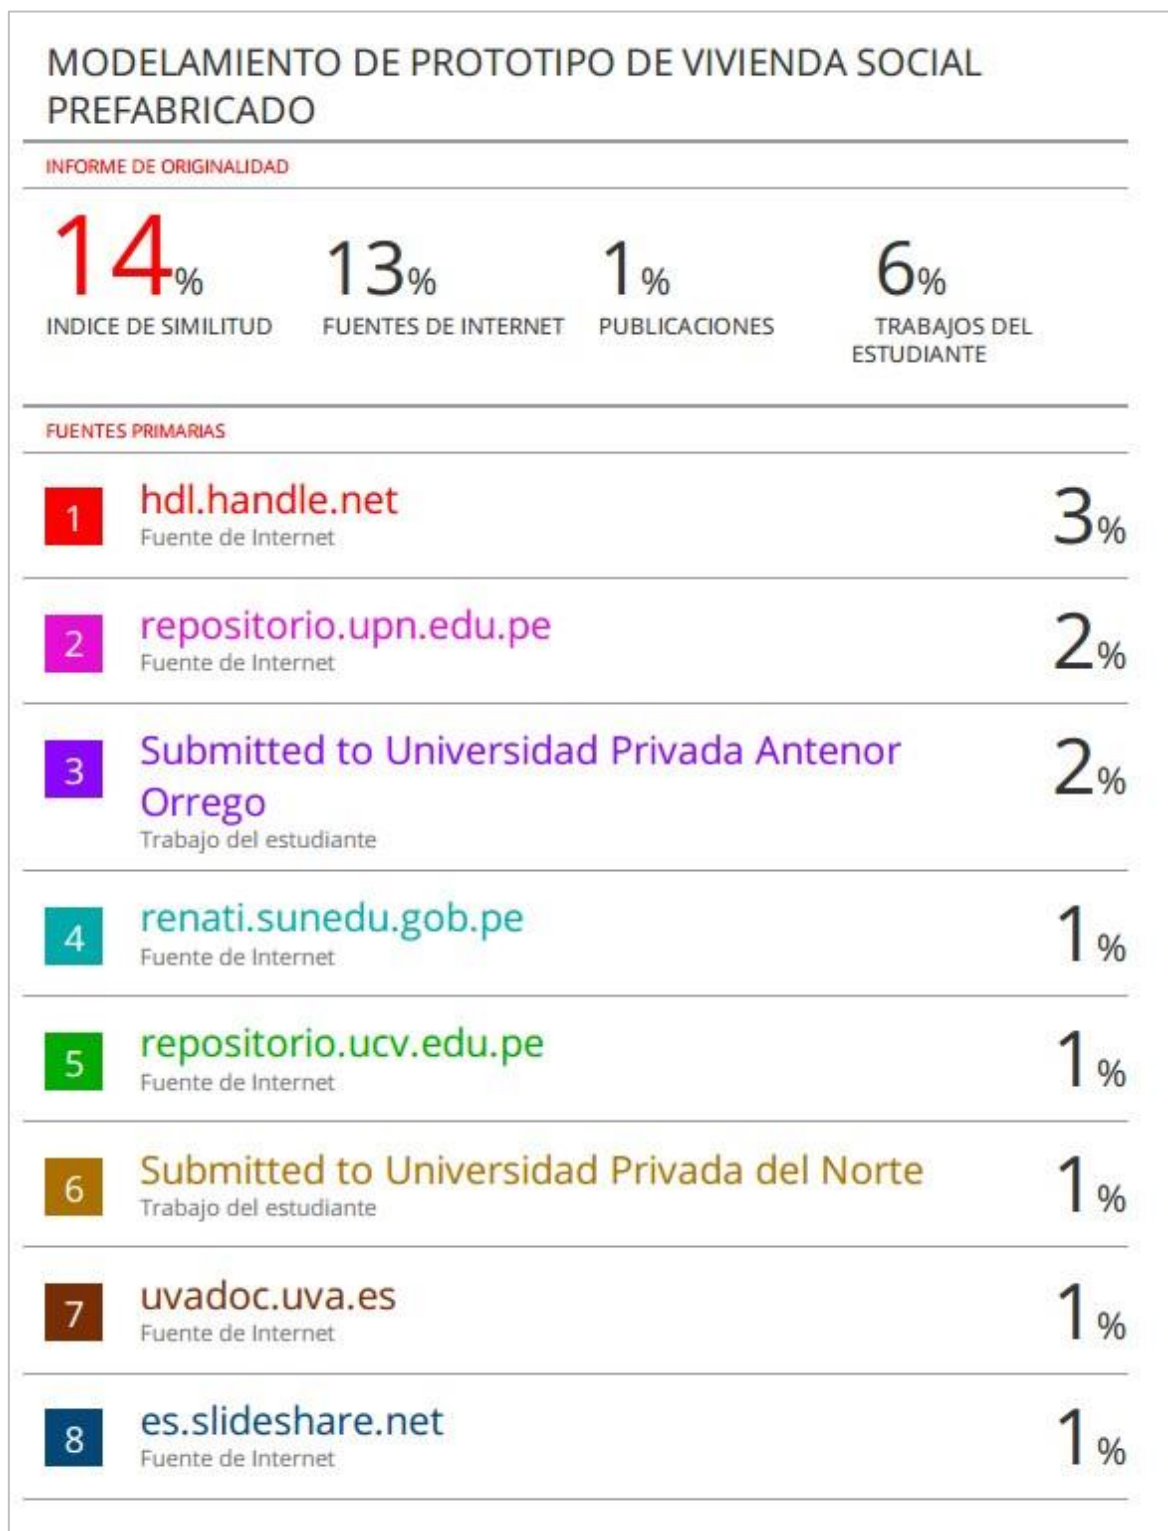 MODELAMIENTO DE PROTOTIPO DE VIVIENDA SOCIAL
PREFABRICADO
INFORME DE ORIGINALIDAD
14%
INDICE DE SIMILITUD
13%
FUENTES DE INTERNET
1%
PUBLICACIONES
6%
TRABAJOS DEL
ESTUDIANTE
FUENTES PRIMARIAS
1
hdl.handle.net
Fuente de Internet
3%
2
repositorio.upn.edu.pe
Fuente de Internet
2%
3
Submitted to Universidad Privada Antenor
Orrego
Trabajo del estudiante
2%
4
renati.sunedu.gob.pe
Fuente de Internet
1%
5
repositorio.ucv.edu.pe
Fuente de Internet
1%
6
Submitted to Universidad Privada del Norte
Trabajo del estudiante
1%
7
uvadoc.uva.es
Fuente de Internet
1%
8
es.slideshare.net
Fuente de Internet
1%